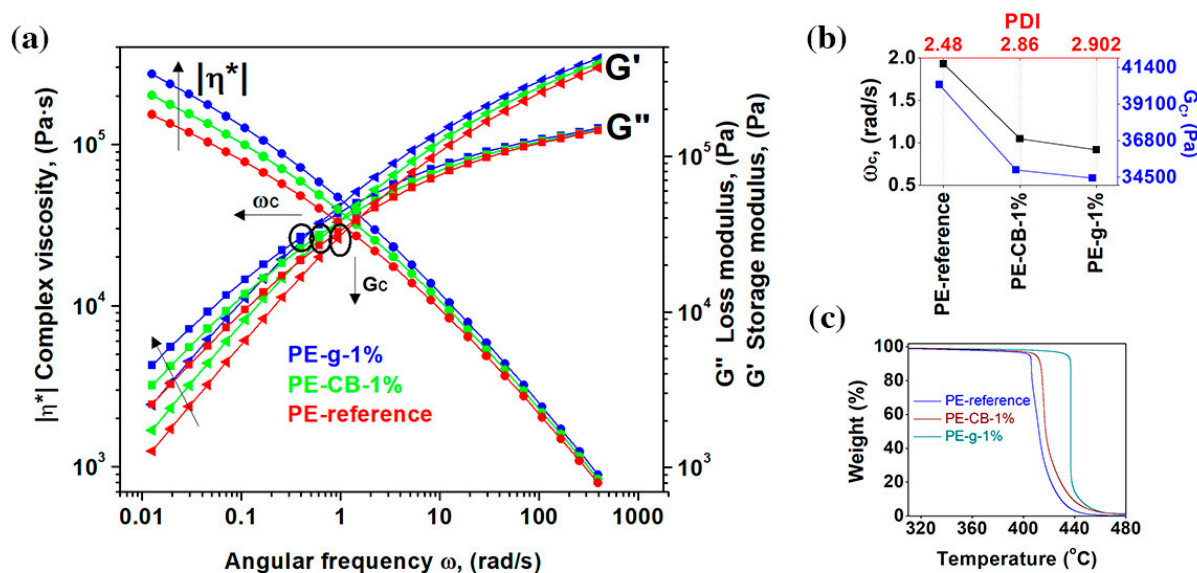 (a)
|η*| Complex viscosity, (Pa·s)
10⁵
10⁴
10³
|η*|
G'
G"
ωc
Gc
PE-g-1%
PE-CB-1%
PE-reference
0.01 0.1 1 10 100 1000
Angular frequency ω, (rad/s)
10⁵
10⁴
10³
G" Loss modulus, (Pa)
G' Storage modulus, (Pa)
(b)
PDI
2.48 2.86 2.902
ωc, (rad/s)
2.0
1.5
1.0
0.5
41400
39100
36800
34500
Gc, (Pa)
PE-reference
PE-CB-1%
PE-g-1%
(c)
Weight (%)
100
80
60
40
20
0
PE-reference
PE-CB-1%
PE-g-1%
320 400 440 480
Temperature (°C)